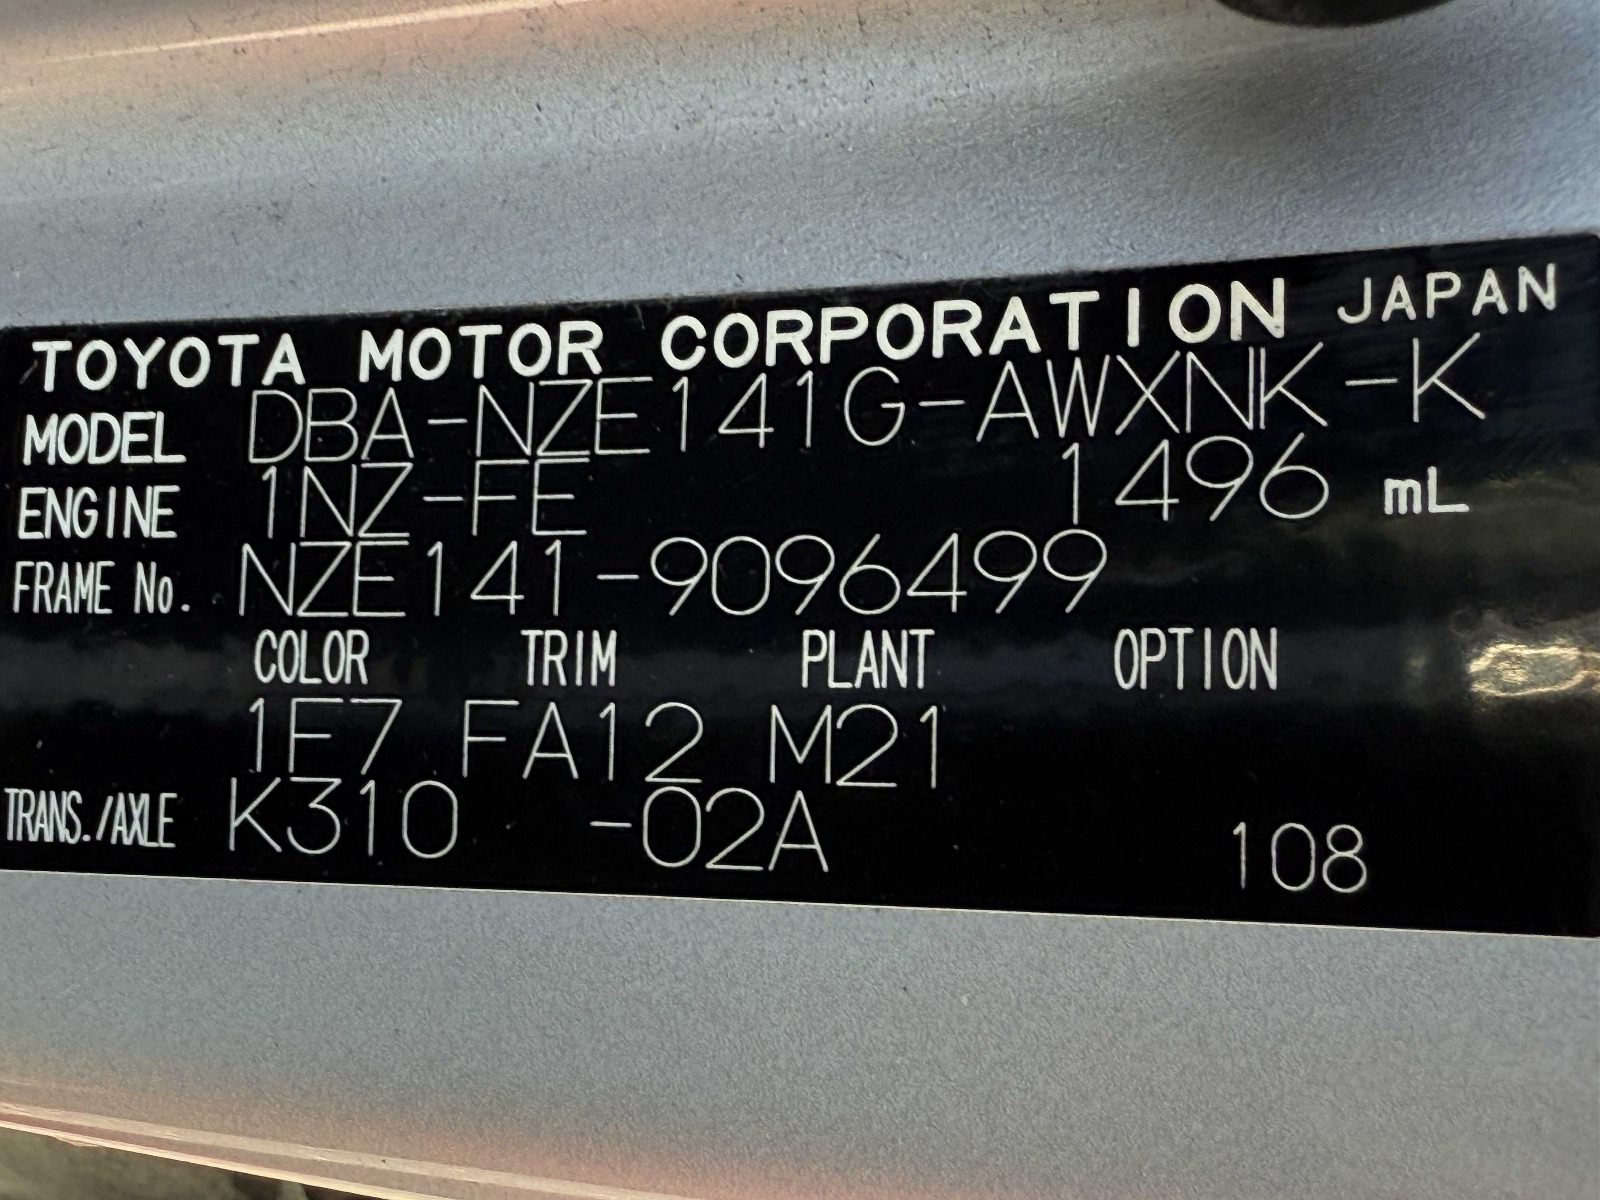 TOYOTA MOTOR CORPORATION JAPAN
MODEL DBA-NZE141G-AWXNK-K
ENGINE 1NZ-FE 1496 mL
FRAME No. NZE141-9096499
COLOR TRIM PLANT OPTION
1F7 FA12 M21
TRANS./AXLE K310 -02A 108